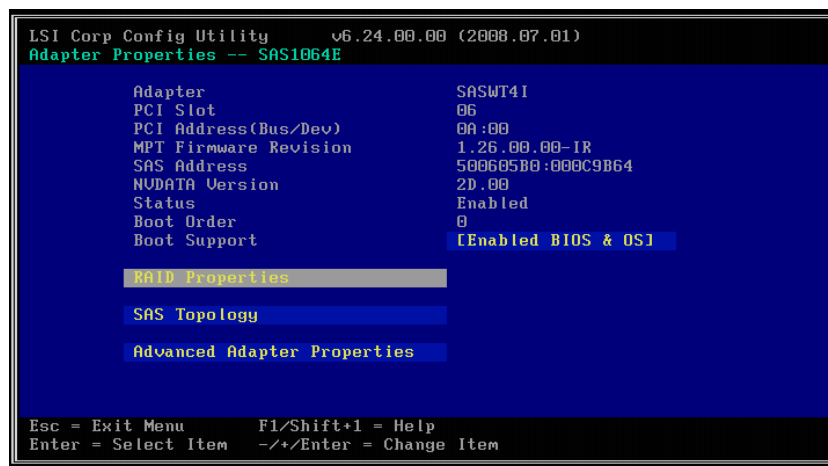 LSI Corp Config Utility v6.24.00.00 (2008.07.01)
Adapter Properties -- SAS1064E
Adapter SASWT4I
PCI Slot 06
PCI Address(Bus/Dev) 0A:00
MPT Firmware Revision 1.26.00.00-IR
SAS Address 500605B0:000C9B64
NVDATA Version 2D.00
Status Enabled
Boot Order 0
Boot Support [Enabled BIOS & OS]
RAID Properties
SAS Topology
Advanced Adapter Properties
Esc = Exit Menu F1/Shift+1 = Help
Enter = Select Item -/+/Enter = Change Item